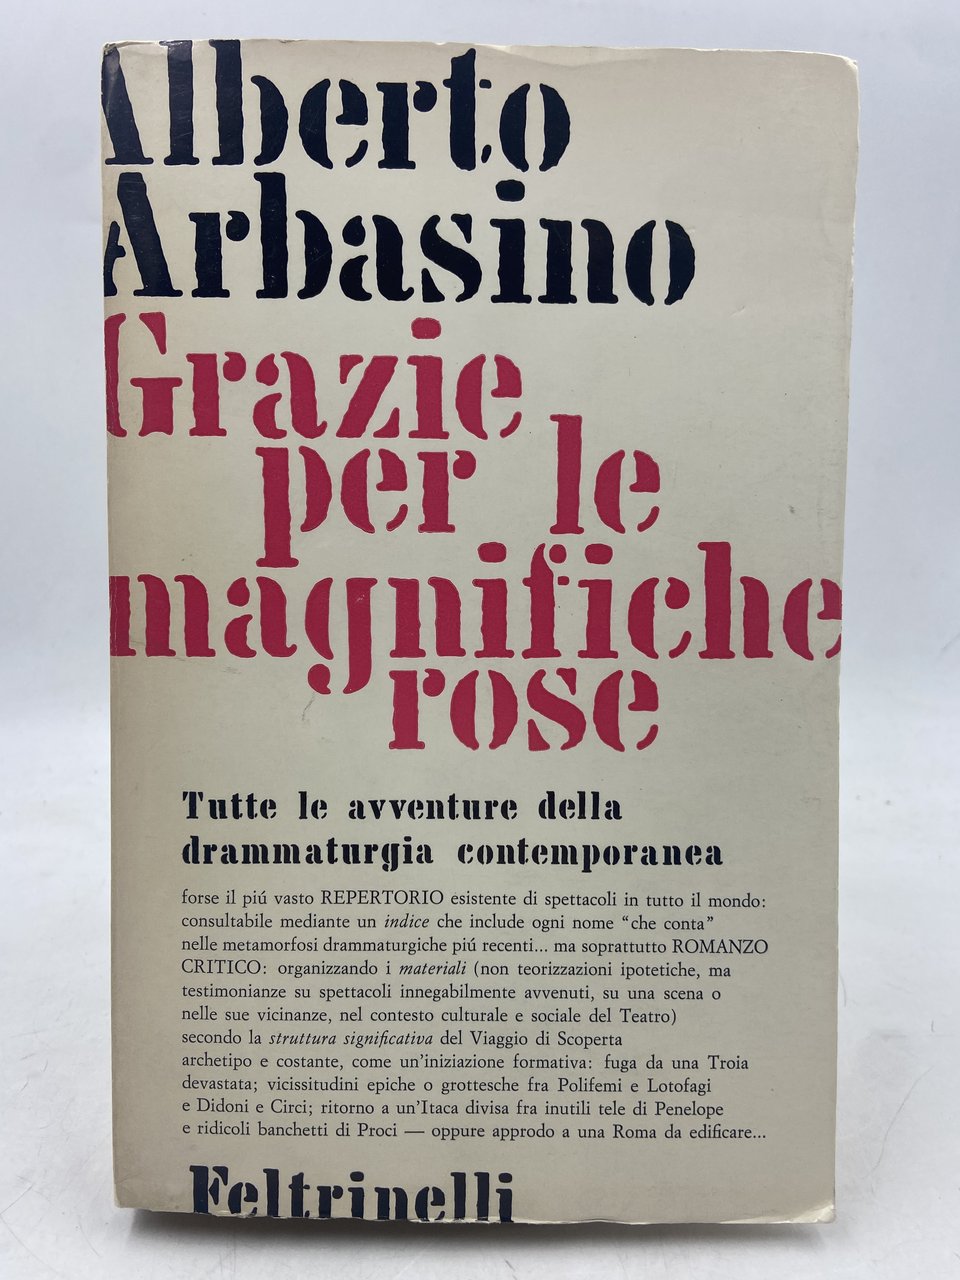 Alberto
Arbasino
Grazie
per le
magnifiche
rose
Tutte le avventure della
drammaturgia contemporanea
forse il piú vasto REPERTORIO esistente di spettacoli in tutto il mondo:
consultabile mediante un indice che include ogni nome “che conta”
nelle metamorfosi drammaturgiche piú recenti... ma soprattutto ROMANZO
CRITICO: organizzando i materiali (non teorizzazioni ipotetiche, ma
testimonianze su spettacoli innegabilmente avvenuti, su una scena o
nelle sue vicinanze, nel contesto culturale e sociale del Teatro)
secondo la struttura significativa del Viaggio di Scoperta
archetipo e costante, come un'iniziazione formativa: fuga da una Troia
devastata; vicissitudini epiche o grottesche fra Polifemi e Lotofagi
e Didoni e Circi; ritorno a un'Itaca divisa fra inutili tele di Penelope
e ridicoli banchetti di Proci — oppure approdo a una Roma da edificare...
Feltrinelli